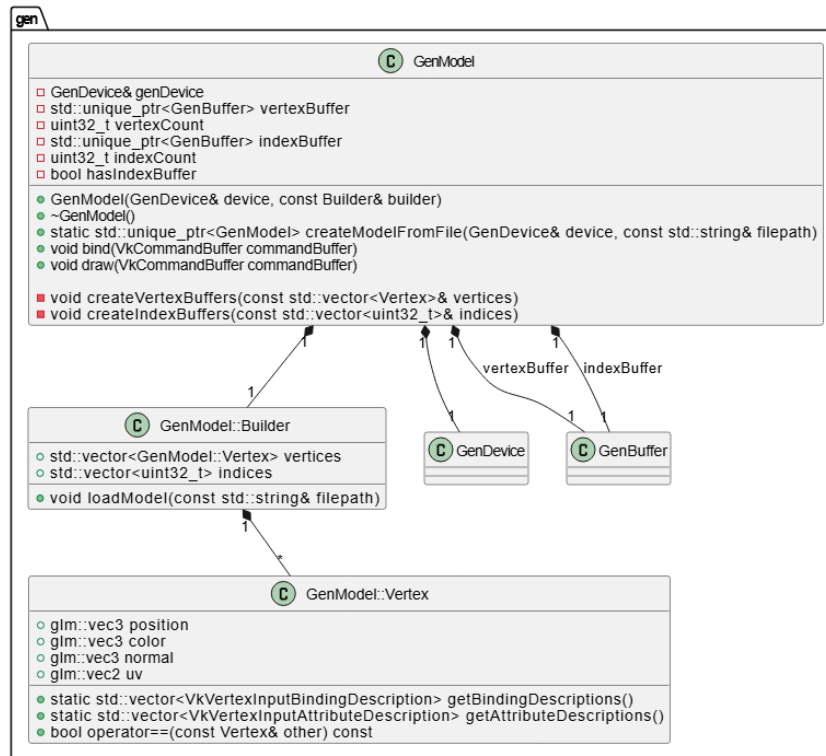 gen
C GenModel
GenDevice& genDevice
std::unique_ptr<GenBuffer> vertexBuffer
uint32_t vertexCount
std::unique_ptr<GenBuffer> indexBuffer
uint32_t indexCount
bool hasIndexBuffer
GenModel(GenDevice& device, const Builder& builder)
~GenModel()
static std::unique_ptr<GenModel> createModelFromFile(GenDevice& device, const std::string& filepath)
void bind(VkCommandBuffer commandBuffer)
void draw(VkCommandBuffer commandBuffer)
void createVertexBuffers(const std::vector<Vertex>& vertices)
void createIndexBuffers(const std::vector<uint32_t>& indices)
1 1 1 1
vertexBuffer indexBuffer
1 1 1 1
C GenModel::Builder
std::vector<GenModel::Vertex> vertices
std::vector<uint32_t> indices
void loadModel(const std::string& filepath)
C GenDevice
C GenBuffer
1
*
C GenModel::Vertex
glm::vec3 position
glm::vec3 color
glm::vec3 normal
glm::vec2 uv
static std::vector<VkVertexInputBindingDescription> getBindingDescriptions()
static std::vector<VkVertexInputAttributeDescription> getAttributeDescriptions()
bool operator==(const Vertex& other) const